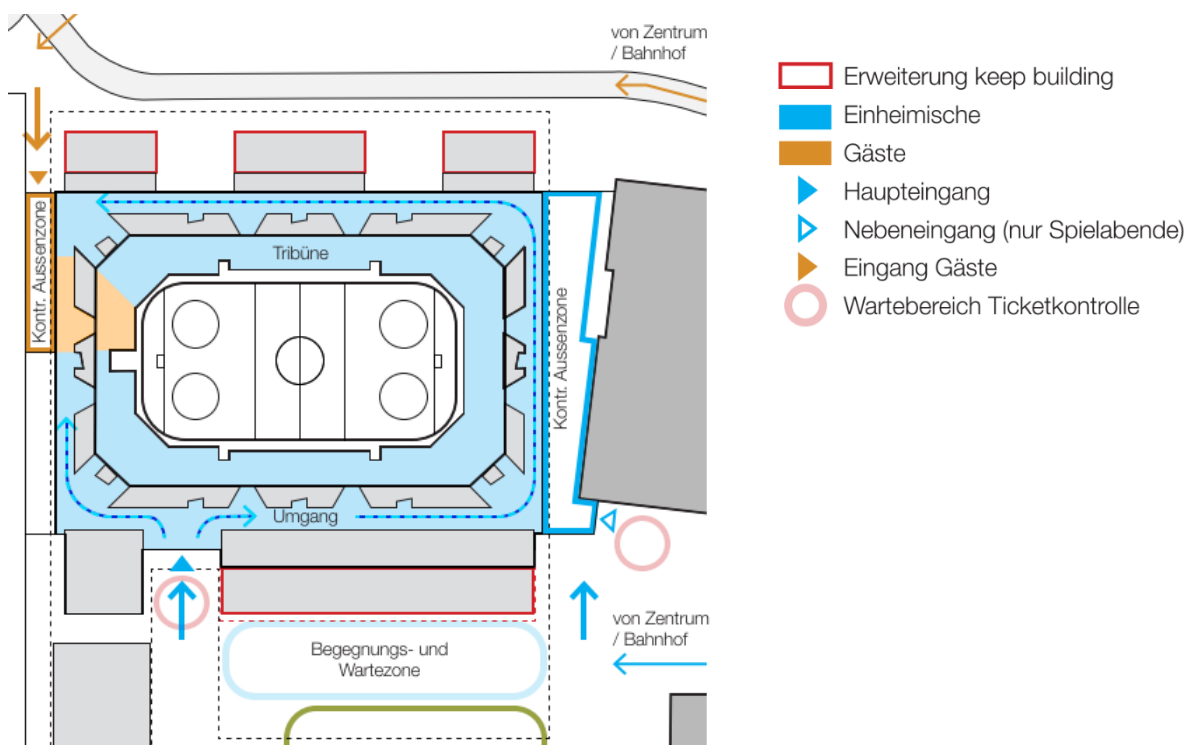 von Zentrum
/ Bahnhof
Kontr. Aussenzone
Tribüne
Kontr. Aussenzone
Umgang
Begegnungs- und
Wartezone
von Zentrum
/ Bahnhof
Erweiterung keep building
Einheimische
Gäste
Haupteingang
Nebeneingang (nur Spielabende)
Eingang Gäste
Wartebereich Ticketkontrolle